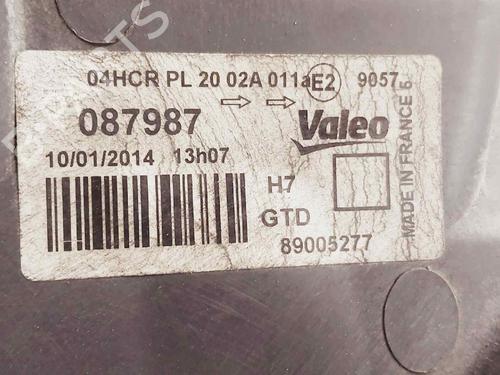 04HCR PL 20 02A 011a E2 9057
087987
Valeo
10/01/2014 13h07
H7
GTD
89005277
MADE IN FRANCE 5